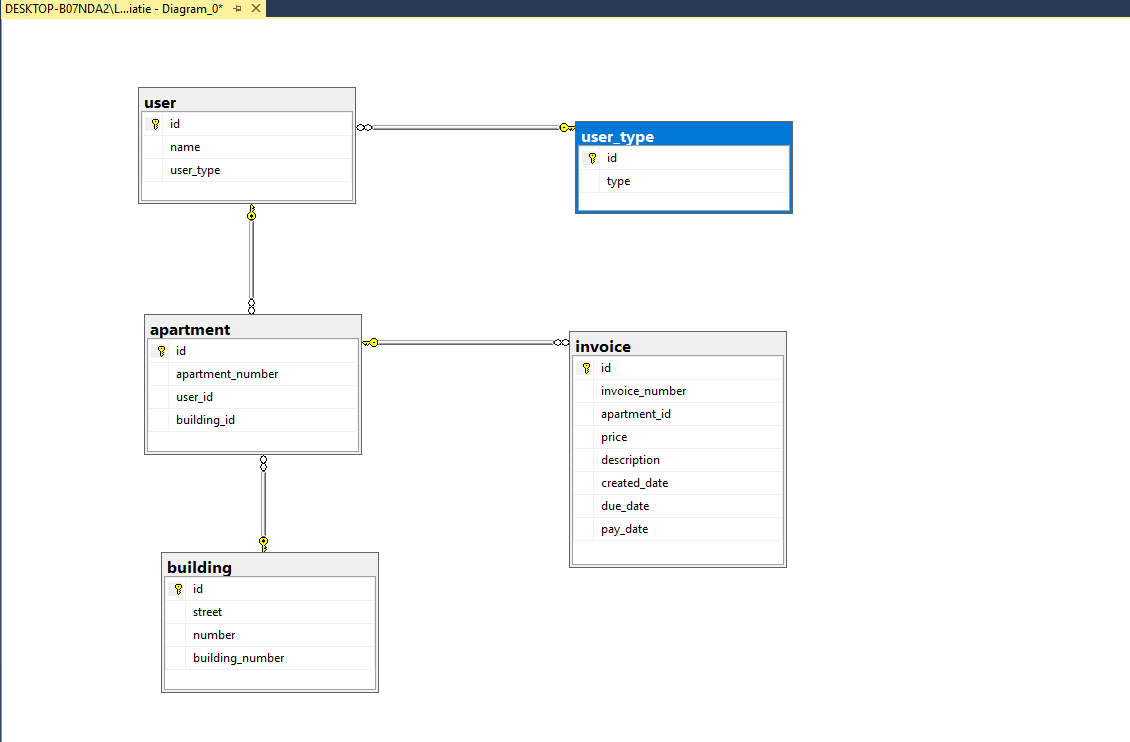 DESKTOP-B07NDA2\L...iatie - Diagram_0*
user
id
name
user_type
user_type
id
type
apartment
id
apartment_number
user_id
building_id
invoice
id
invoice_number
apartment_id
price
description
created_date
due_date
pay_date
building
id
street
number
building_number